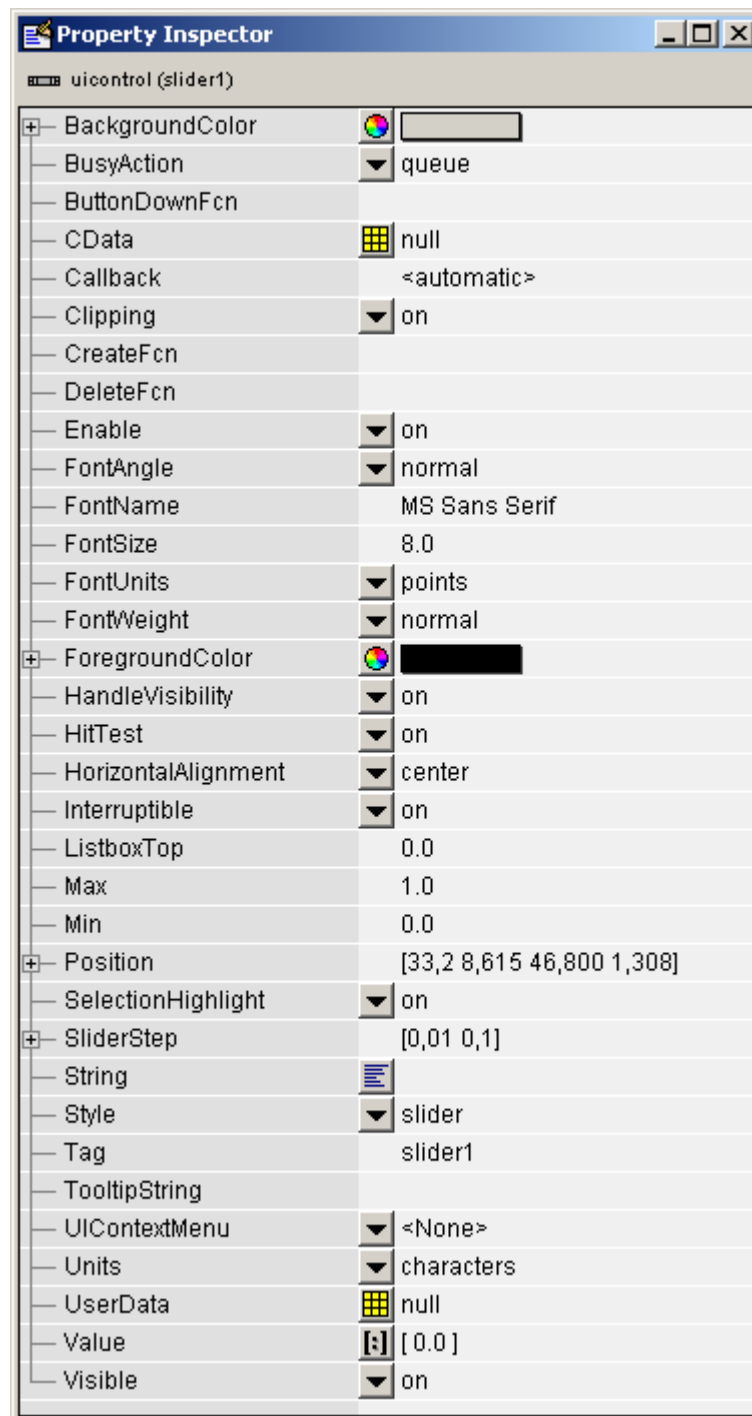 Property Inspector
uicontrol (slider1)
BackgroundColor
BusyAction queue
ButtonDownFcn
CData null
Callback <automatic>
Clipping on
CreateFcn
DeleteFcn
Enable on
FontAngle normal
FontName MS Sans Serif
FontSize 8.0
FontUnits points
FontWeight normal
ForegroundColor
HandleVisibility on
HitTest on
HorizontalAlignment center
Interruptible on
ListboxTop 0.0
Max 1.0
Min 0.0
Position [33,2 8,615 46,800 1,308]
SelectionHighlight on
SliderStep [0,01 0,1]
String
Style slider
Tag slider1
TooltipString
UIContextMenu <None>
Units characters
UserData null
Value [ 0.0 ]
Visible on